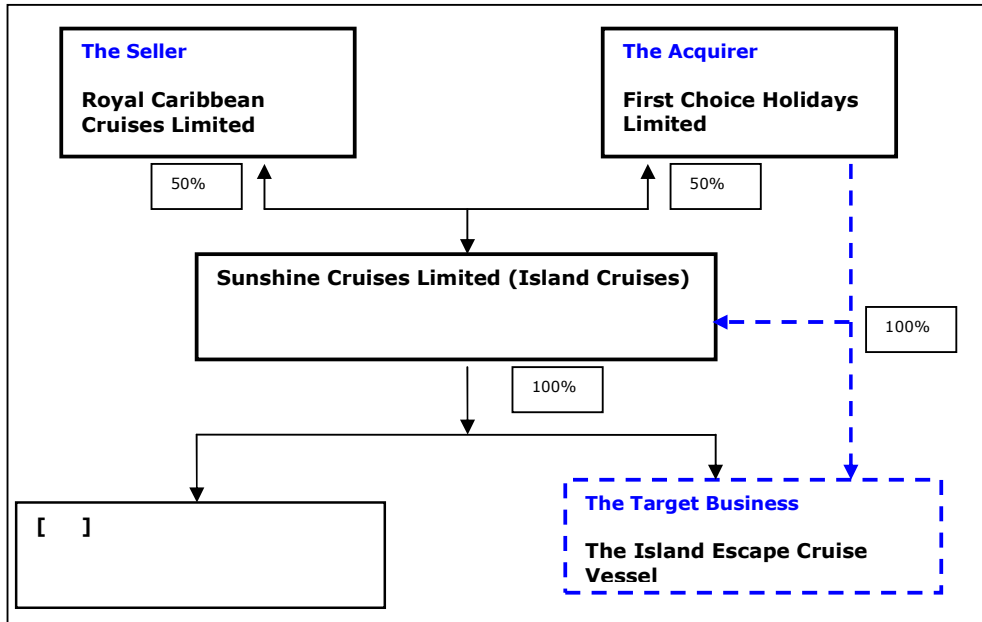 The Seller
Royal Caribbean
Cruises Limited
The Acquirer
First Choice Holidays
Limited
50%
50%
Sunshine Cruises Limited (Island Cruises)
100%
100%
[ ]
The Target Business
The Island Escape Cruise
Vessel